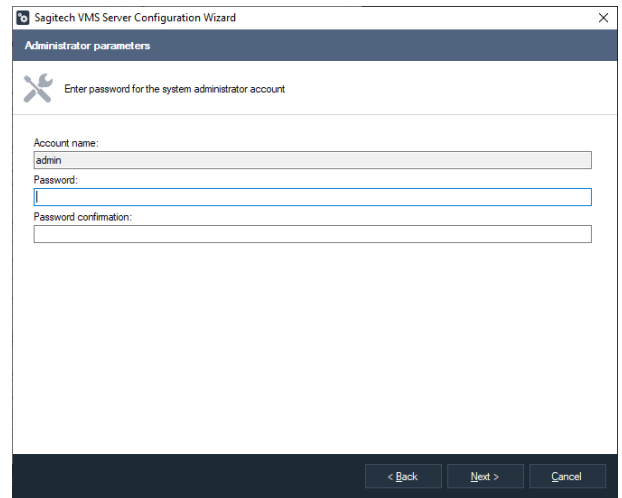 Sagitech VMS Server Configuration Wizard
Administrator parameters
Enter password for the system administrator account
Account name:
admin
Password:
Password confirmation:
< Back Next > Cancel